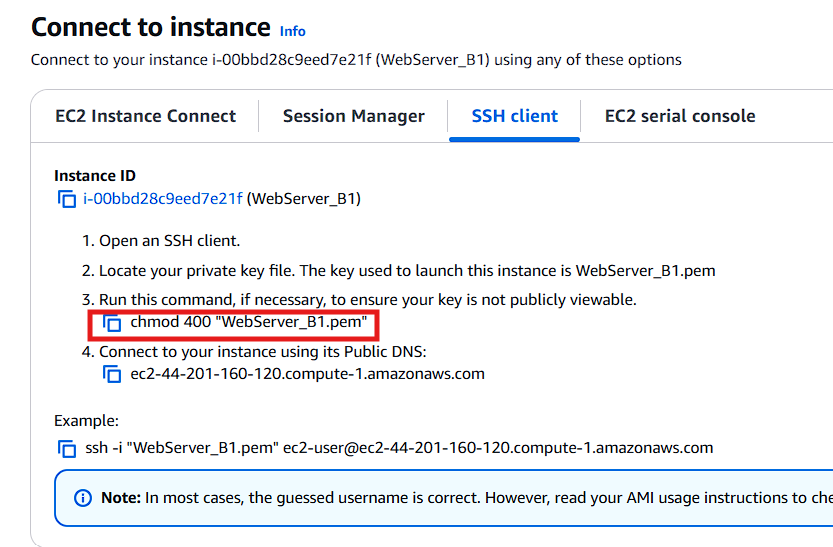 Connect to instance Info
Connect to your instance i-00bbd28c9eed7e21f (WebServer_B1) using any of these options
EC2 Instance Connect Session Manager SSH client EC2 serial console
Instance ID
i-00bbd28c9eed7e21f (WebServer_B1)
1. Open an SSH client.
2. Locate your private key file. The key used to launch this instance is WebServer_B1.pem
3. Run this command, if necessary, to ensure your key is not publicly viewable.
chmod 400 "WebServer_B1.pem"
4. Connect to your instance using its Public DNS:
ec2-44-201-160-120.compute-1.amazonaws.com
Example:
ssh -i "WebServer_B1.pem" ec2-user@ec2-44-201-160-120.compute-1.amazonaws.com
Note: In most cases, the guessed username is correct. However, read your AMI usage instructions to